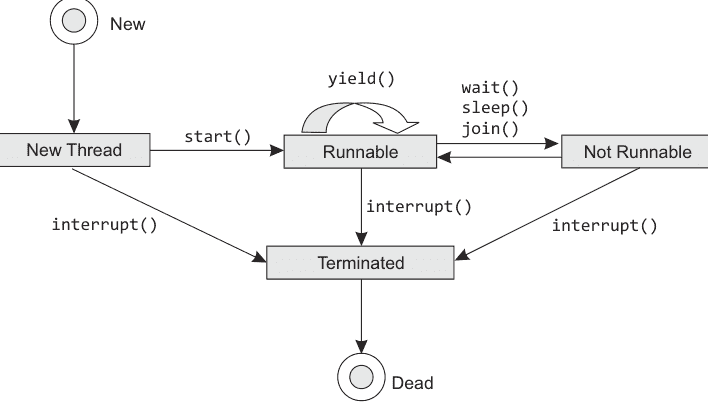 New
yield()
wait()
sleep()
join()
New Thread
start()
Runnable
Not Runnable
interrupt()
interrupt()
interrupt()
Terminated
Dead